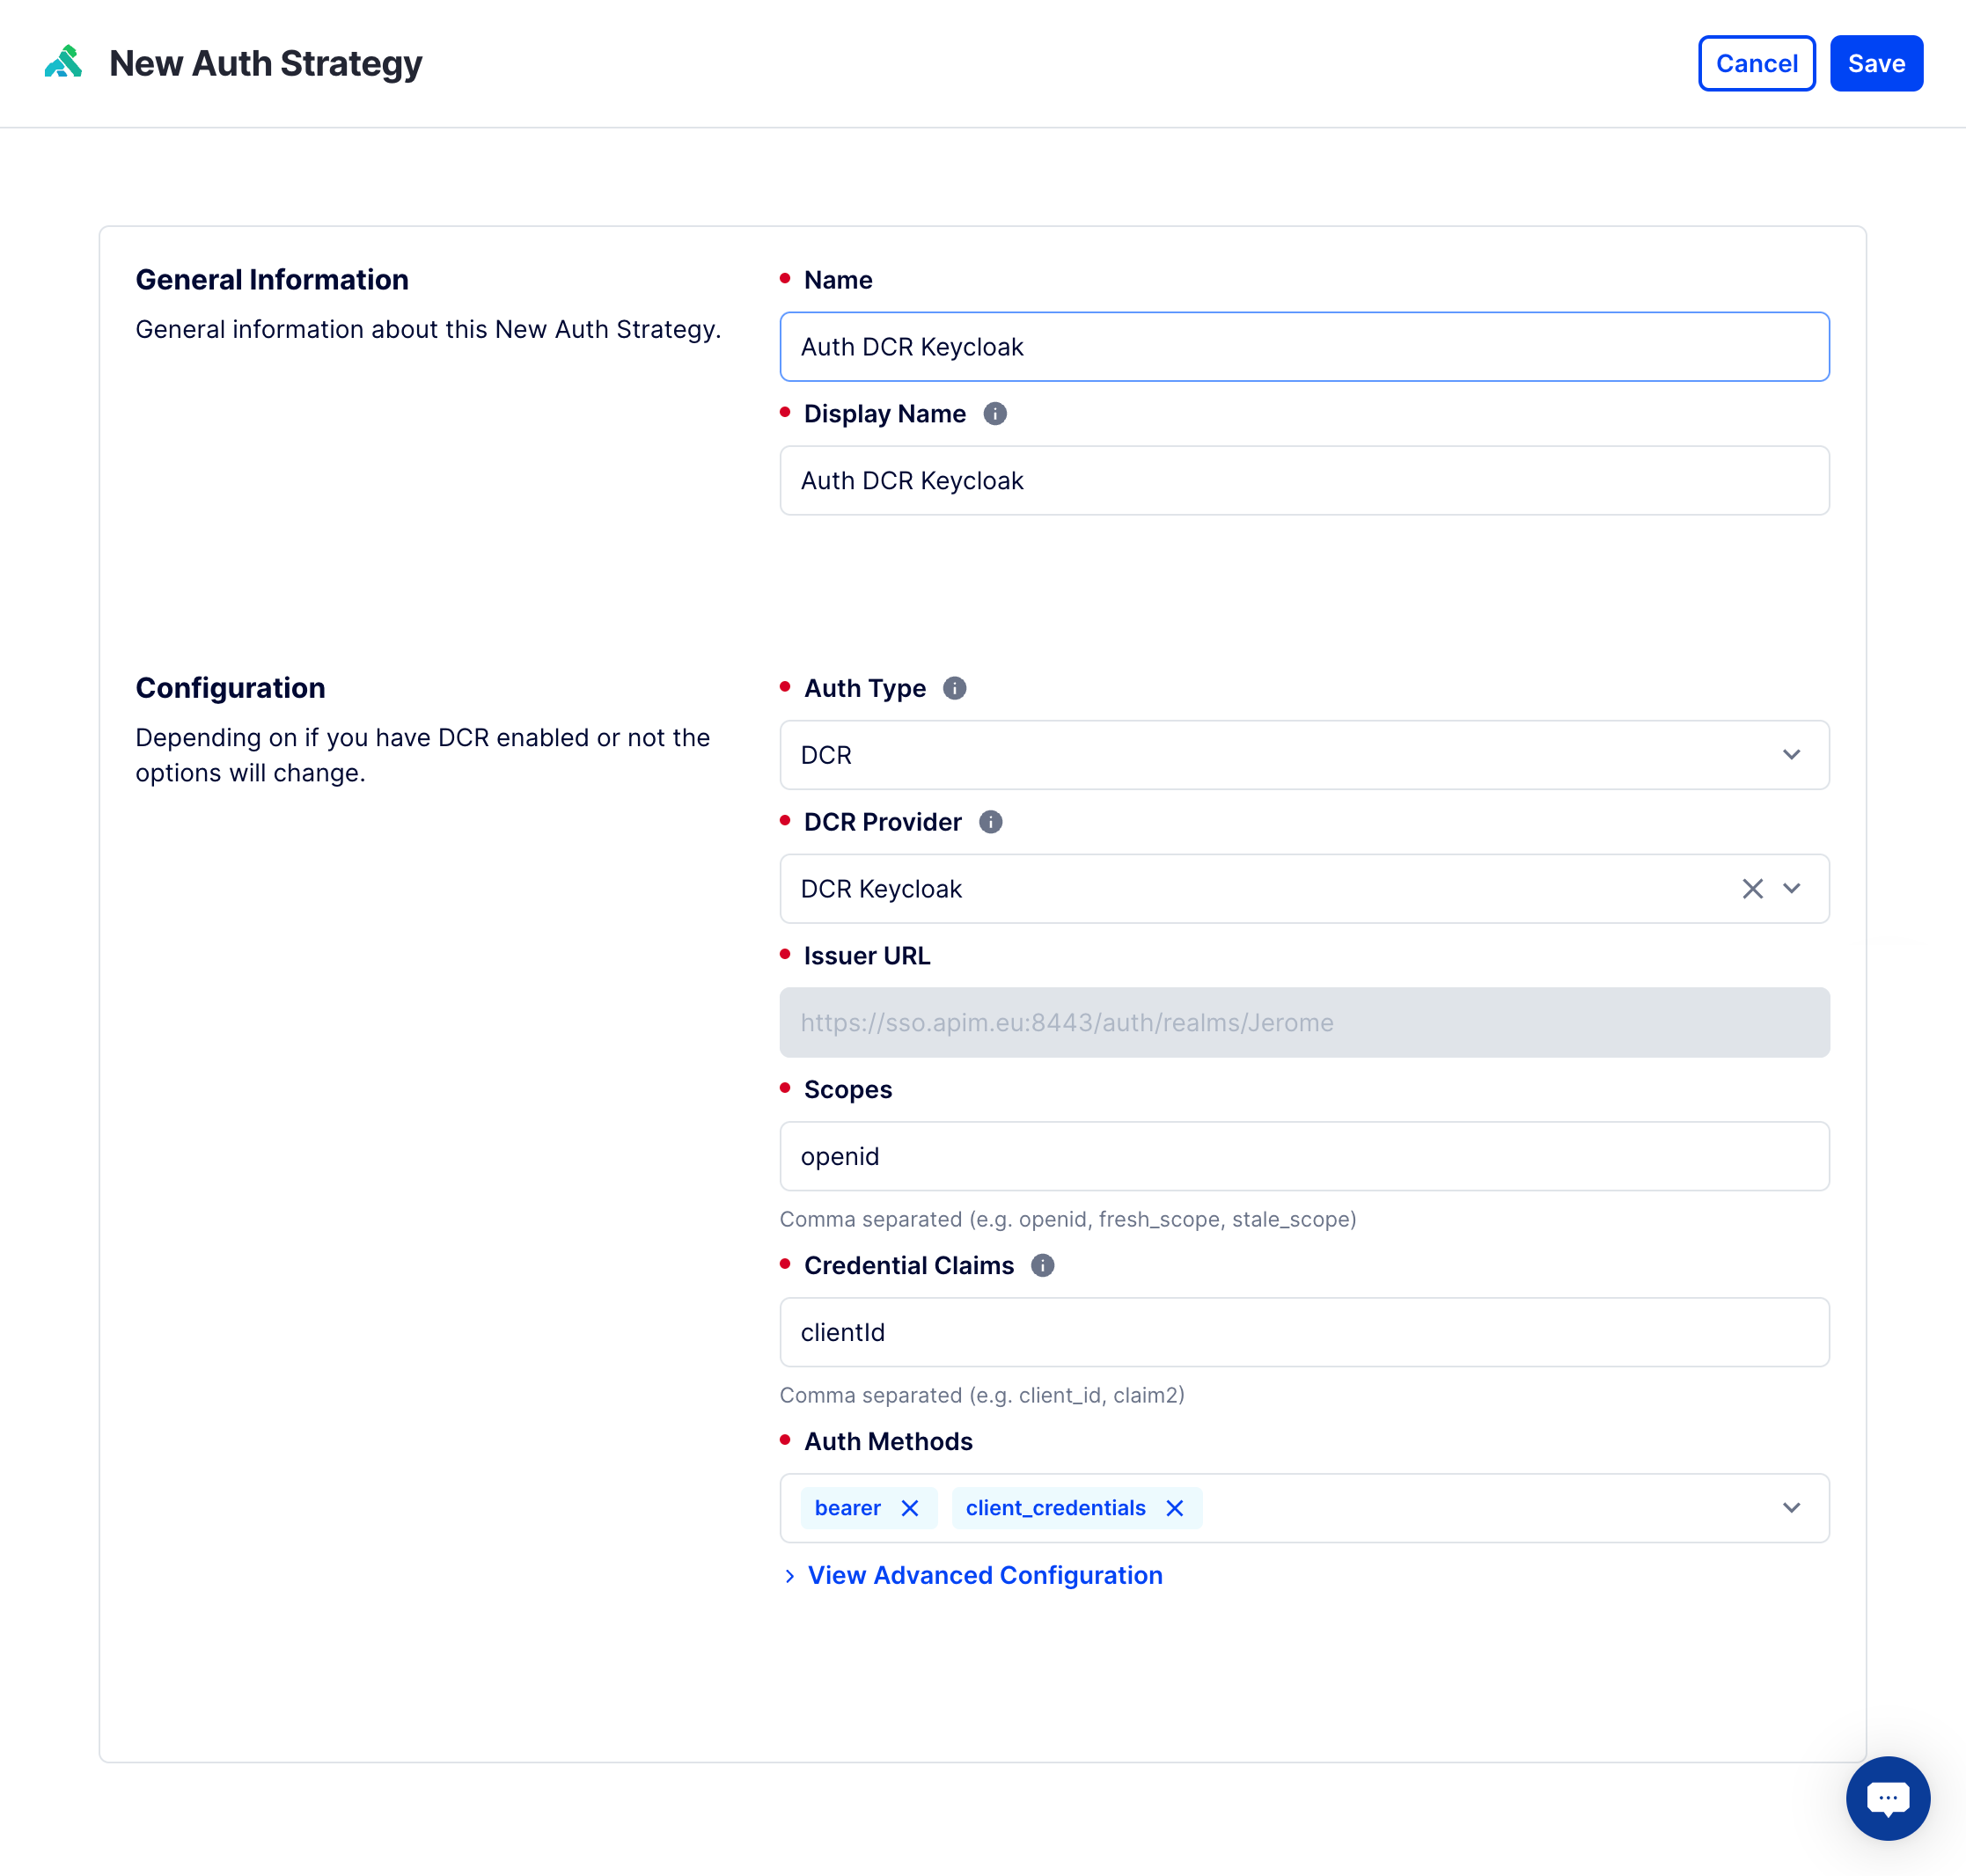 New Auth Strategy
Cancel
Save
General Information
General information about this New Auth Strategy.
Name
Auth DCR Keycloak
Display Name
Auth DCR Keycloak
Configuration
Depending on if you have DCR enabled or not the
options will change.
Auth Type
DCR
DCR Provider
DCR Keycloak
Issuer URL
https://sso.apim.eu:8443/auth/realms/Jerome
Scopes
openid
Comma separated (e.g. openid, fresh_scope, stale_scope)
Credential Claims
clientId
Comma separated (e.g. client_id, claim2)
Auth Methods
bearer
client_credentials
View Advanced Configuration